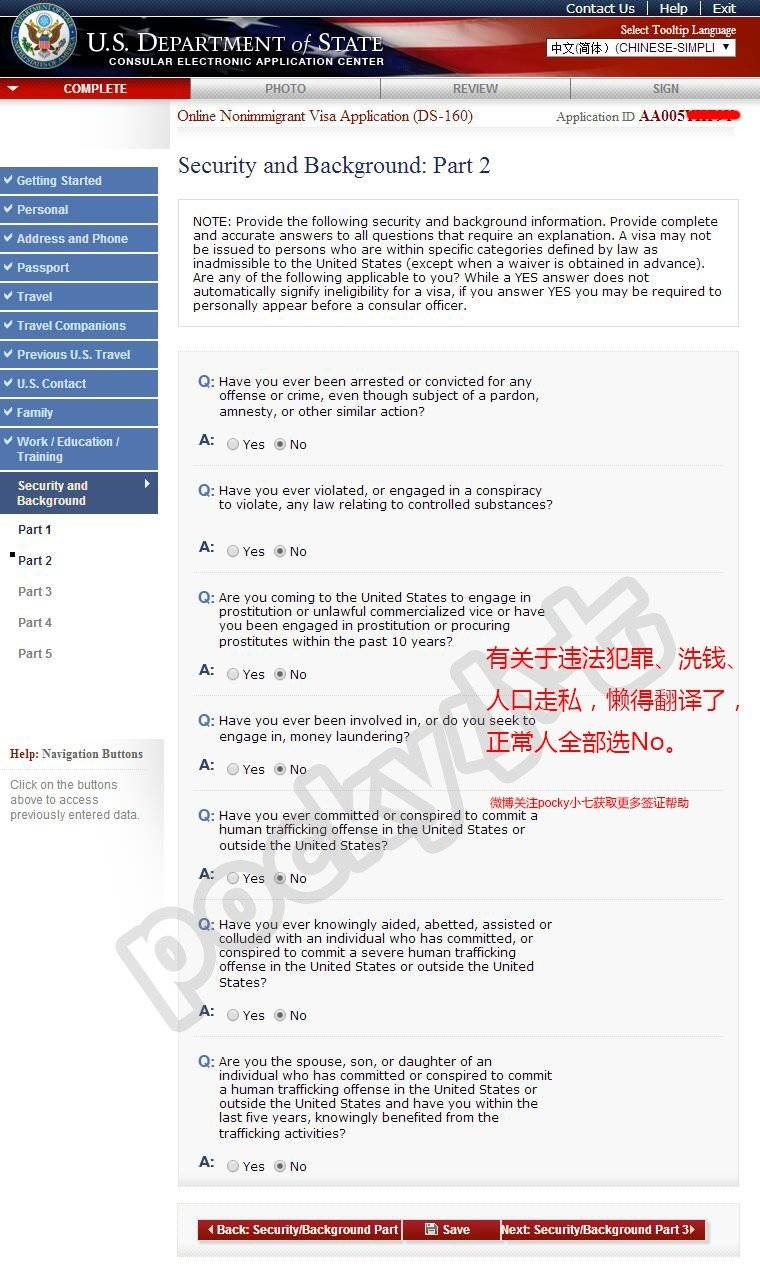 Contact Us Help Exit
Select Tooltip Language
U.S. DEPARTMENT of STATE
中文(简体) (CHINESE-SIMPLI
CONSULAR ELECTRONIC APPLICATION CENTER
COMPLETE PHOTO REVIEW SIGN
Online Nonimmigrant Visa Application (DS-160)
Application ID AA005
Getting Started
Personal
Address and Phone
Passport
Travel
Travel Companions
Previous U.S. Travel
U.S. Contact
Family
Work / Education /
Training
Security and
Background
Part 1
Part 2
Part 3
Part 4
Part 5
Help: Navigation Buttons
Click on the buttons
above to access
previously entered data.
Security and Background: Part 2
NOTE: Provide the following security and background information. Provide complete
and accurate answers to all questions that require an explanation. A visa may not
be issued to persons who are within specific categories defined by law as
inadmissible to the United States (except when a waiver is obtained in advance).
Are any of the following applicable to you? While a YES answer does not
automatically signify ineligibility for a visa, if you answer YES you may be required to
personally appear before a consular officer.
Q: Have you ever been arrested or convicted for any
offense or crime, even though subject of a pardon,
amnesty, or other similar action?
A: Yes No
Q: Have you ever violated, or engaged in a conspiracy
to violate, any law relating to controlled substances?
A: Yes No
Q: Are you coming to the United States to engage in
prostitution or unlawful commercialized vice or have
you been engaged in prostitution or procuring
prostitutes within the past 10 years?
A: Yes No
Q: Have you ever been involved in, or do you seek to
engage in, money laundering?
A: Yes No
有关于违法犯罪、洗钱、
人口走私，懒得翻译了，
正常人全部选No。
微博关注pocky小七获取更多签证帮助
Q: Have you ever committed or conspired to commit a
human trafficking offense in the United States or
outside the United States?
A: Yes No
Q: Have you ever knowingly aided, abetted, assisted or
colluded with an individual who has committed, or
conspired to commit a severe human trafficking
offense in the United States or outside the United
States?
A: Yes No
Q: Are you the spouse, son, or daughter of an
individual who has committed or conspired to commit
a human trafficking offense in the United States or
outside the United States and have you within the
last five years, knowingly benefited from the
trafficking activities?
A: Yes No
pocky小七
Back: Security/Background Part Save Next: Security/Background Part 3